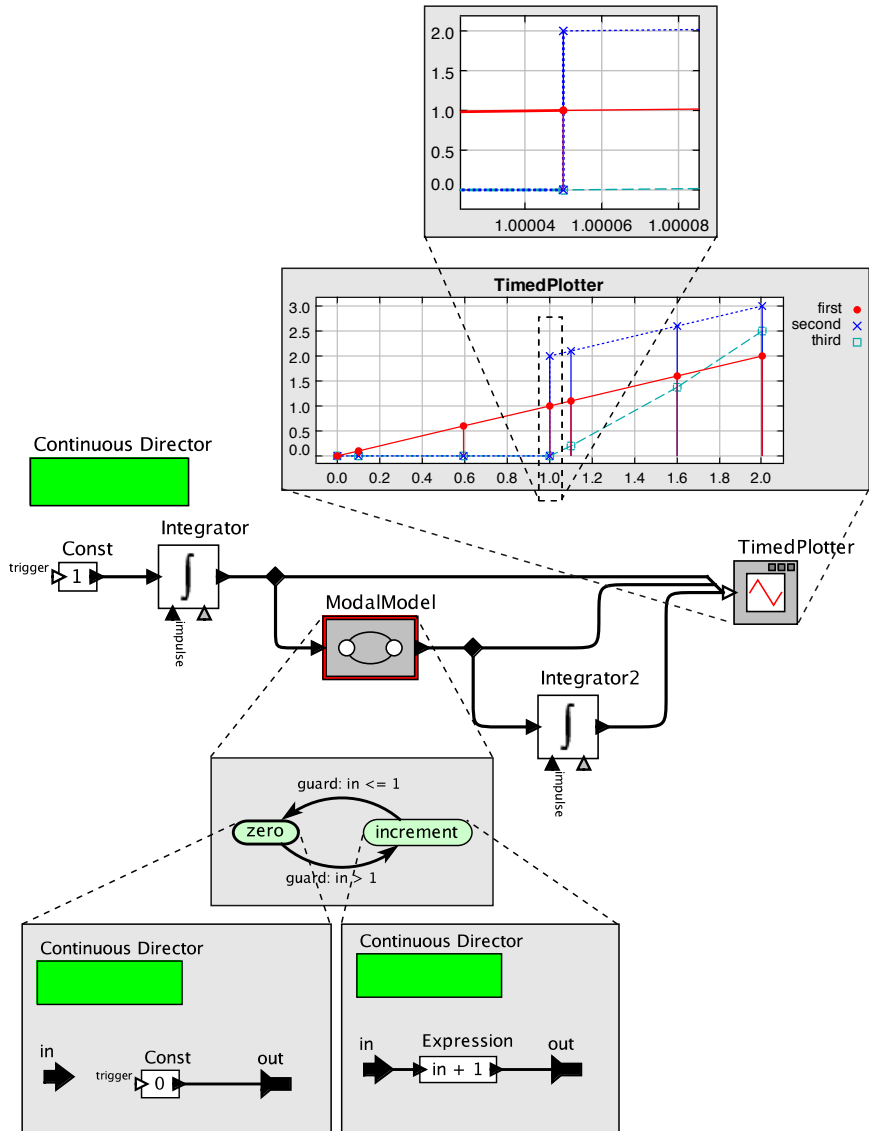 2.0
1.5
1.0
0.5
0.0
1.00004 1.00006 1.00008
TimedPlotter
3.0
2.5
2.0
1.5
1.0
0.5
0.0
first
second
third
0.0 0.2 0.4 0.6 0.8 1.0 1.2 1.4 1.6 1.8 2.0
Continuous Director
Integrator
Const
trigger
1
impulse
TimedPlotter
ModalModel
Integrator2
impulse
guard: in <= 1
zero
increment
guard: in > 1
Continuous Director
in
Const
trigger
0
out
Continuous Director
in
Expression
in + 1
out